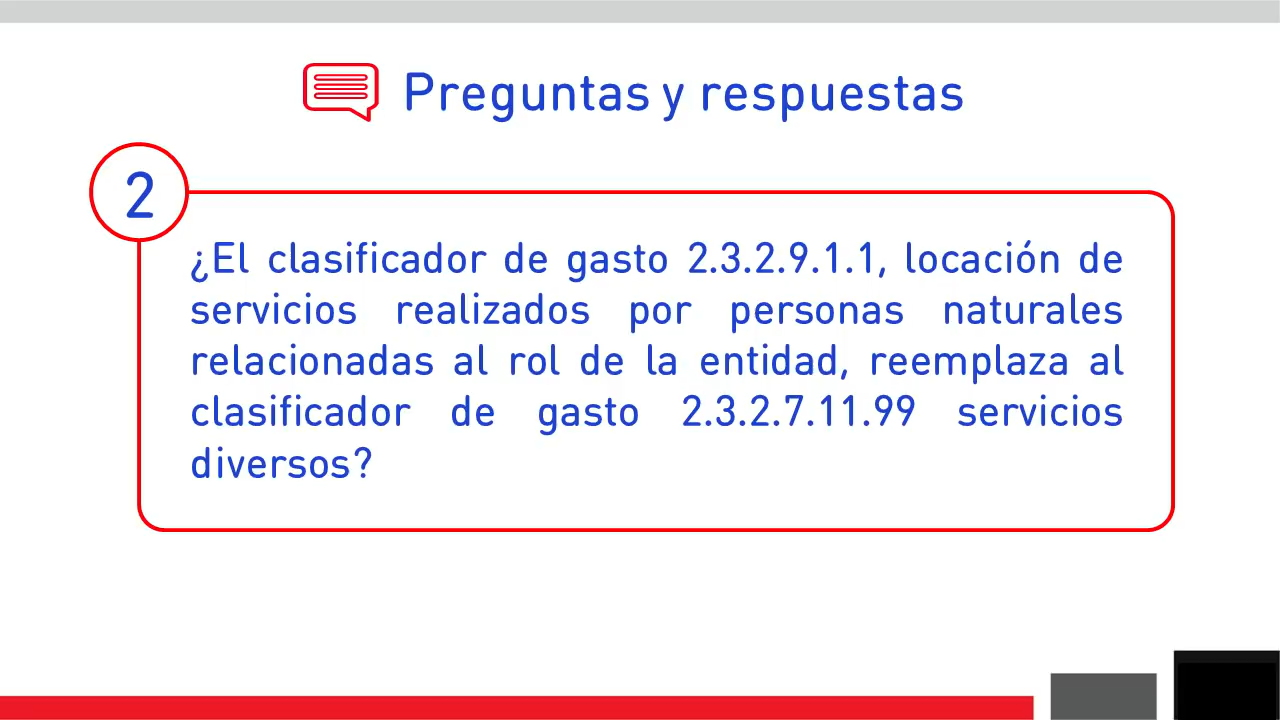 Preguntas y respuestas
2
¿El clasificador de gasto 2.3.2.9.1.1, locación de
servicios realizados por personas naturales
relacionadas al rol de la entidad, reemplaza al
clasificador de gasto 2.3.2.7.11.99 servicios
diversos?